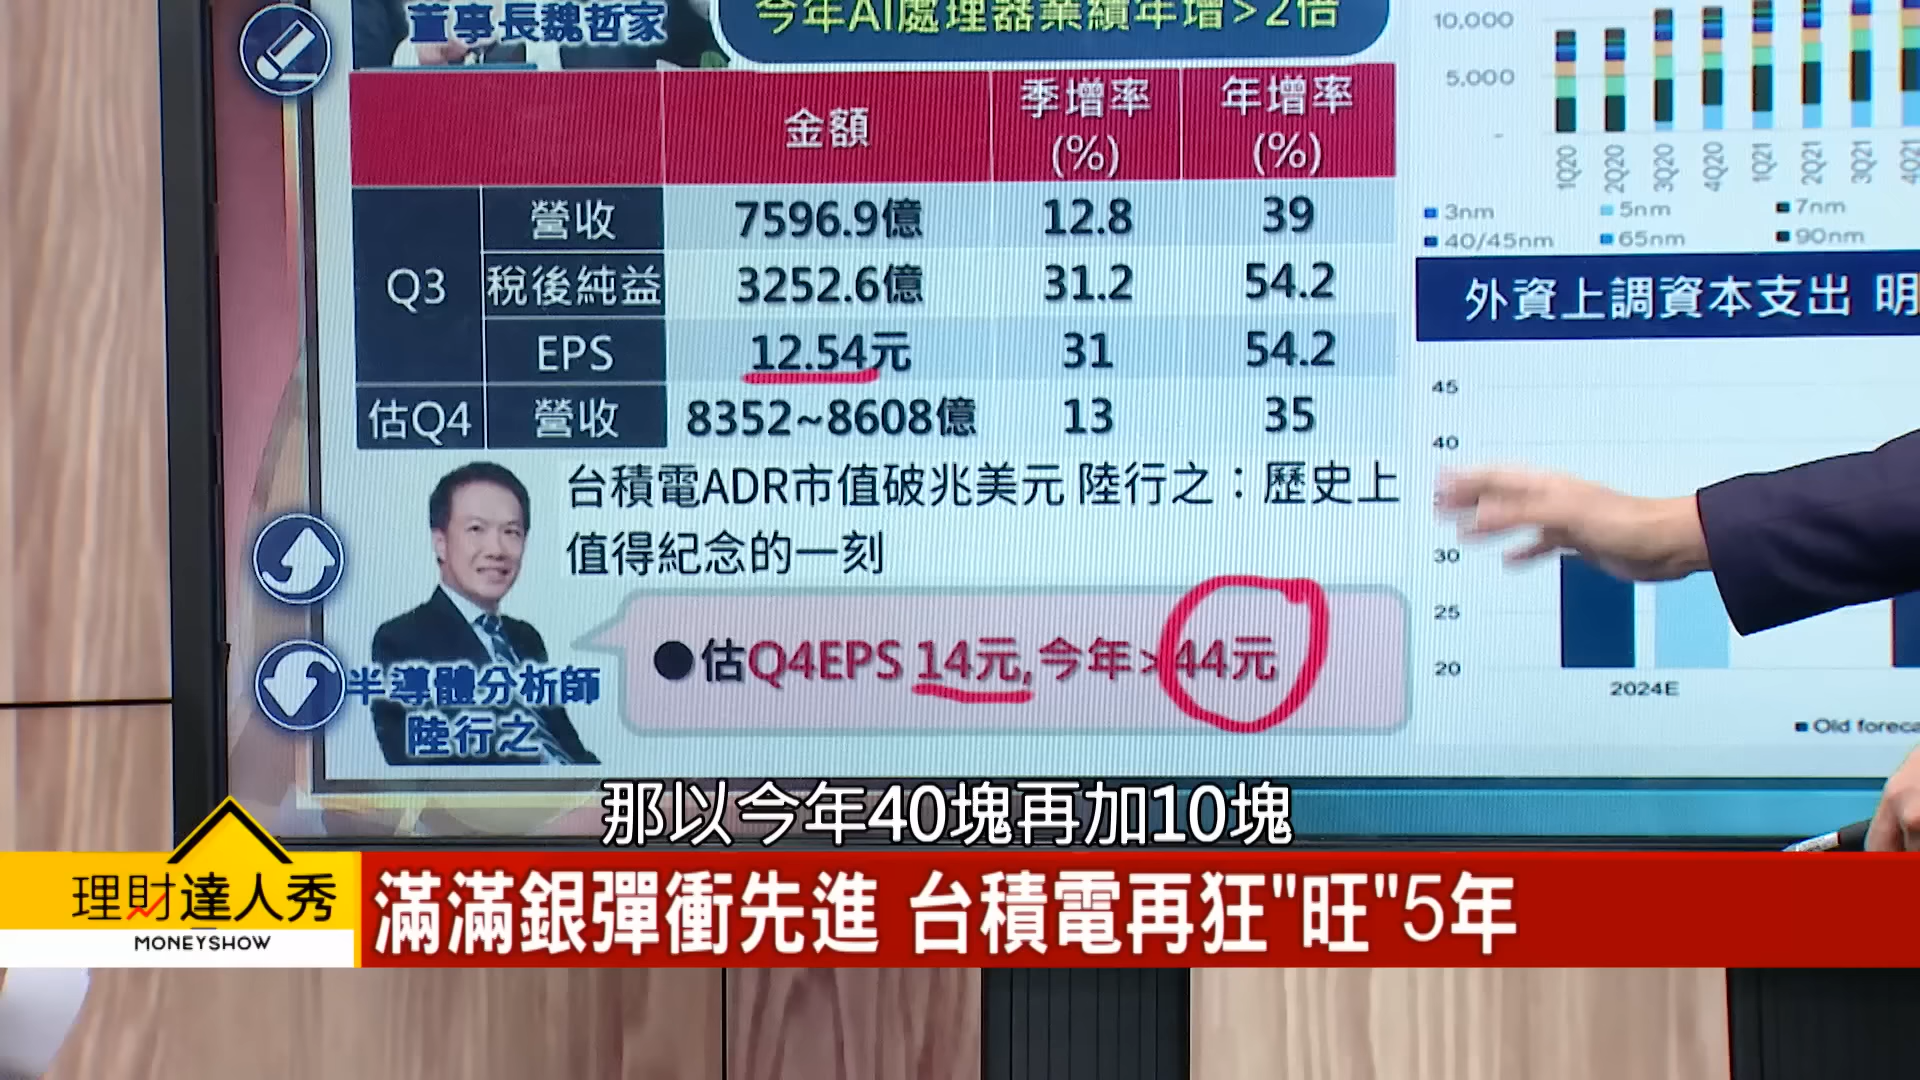 董事長魏哲家
今年AI處理器業績年增>2倍
金額 季增率(%) 年增率(%)
Q3 營收 7596.9億 12.8 39
稅後純益 3252.6億 31.2 54.2
EPS 12.54元 31 54.2
估Q4 營收 8352~8608億 13 35
台積電ADR市值破兆美元 陸行之：歷史上
值得紀念的一刻
●估Q4EPS 14元,今年>44元
半導體分析師
陸行之
10,000
5,000
-
1Q20 2Q20 3Q20 4Q20 1Q21 2Q21 3Q21 4Q21
3nm 5nm 7nm
40/45nm 65nm 90nm
外資上調資本支出 明
45
40
30
25
20
2024E
Old foreca
那以今年40塊再加10塊
理財達人秀
MONEYSHOW
滿滿銀彈衝先進 台積電再狂"旺"5年